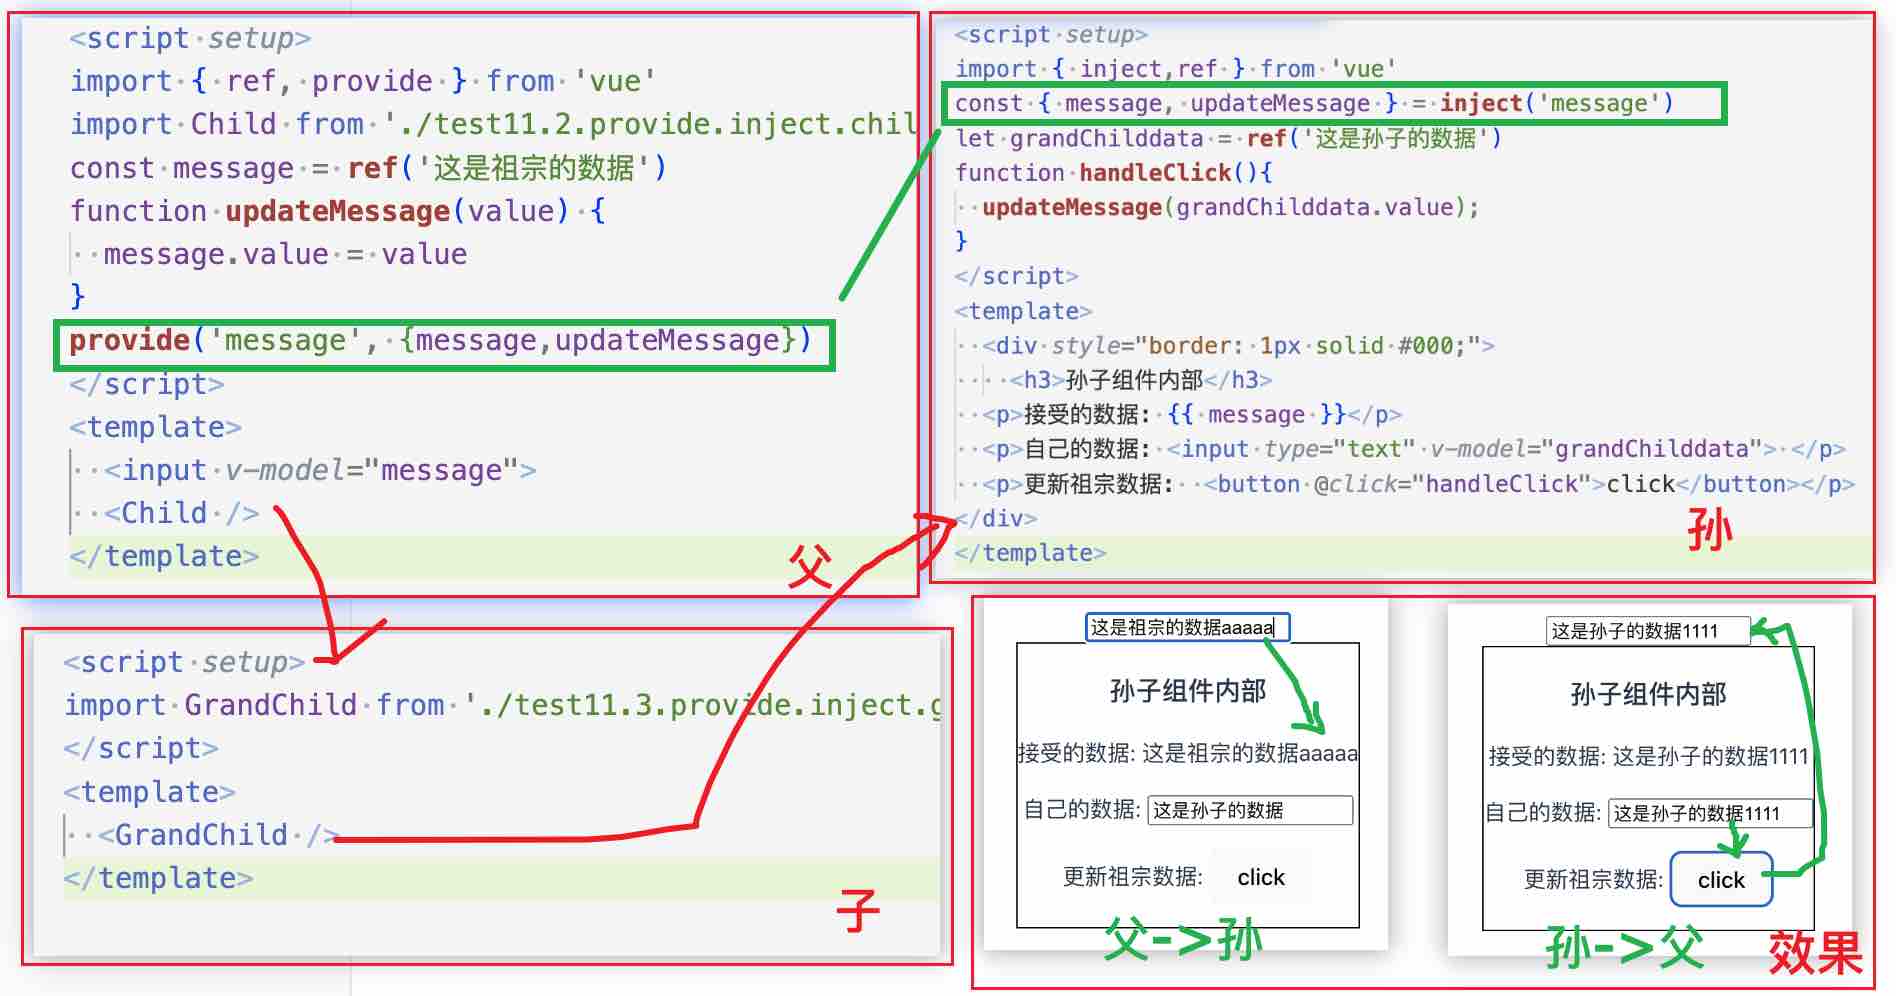 <script setup>
import { ref, provide } from 'vue'
import Child from './test11.2.provide.inject.chil
const message = ref('这是祖宗的数据')
function updateMessage(value) {
  message.value = value
}
provide('message', {message,updateMessage})
</script>
<template>
  <input v-model="message">
  <Child />
</template>
父
<script setup>
import { inject,ref } from 'vue'
const { message, updateMessage } = inject('message')
let grandChilddata = ref('这是孙子的数据')
function handleClick(){
  updateMessage(grandChilddata.value);
}
</script>
<template>
  <div style="border: 1px solid #000;">
    <h3>孙子组件内部</h3>
  <p>接受的数据: {{ message }}</p>
  <p>自己的数据: <input type="text" v-model="grandChilddata"> </p>
  <p>更新祖宗数据:  <button @click="handleClick">click</button></p>
</div>
</template>
孙
<script setup>
import GrandChild from './test11.3.provide.inject.g
</script>
<template>
  <GrandChild />
</template>
子
这是祖宗的数据aaaaa
孙子组件内部
接受的数据: 这是祖宗的数据aaaaa
自己的数据: 这是孙子的数据
更新祖宗数据: click
父->孙
这是孙子的数据1111
孙子组件内部
接受的数据: 这是孙子的数据1111
自己的数据: 这是孙子的数据1111
更新祖宗数据: click
孙->父
效果